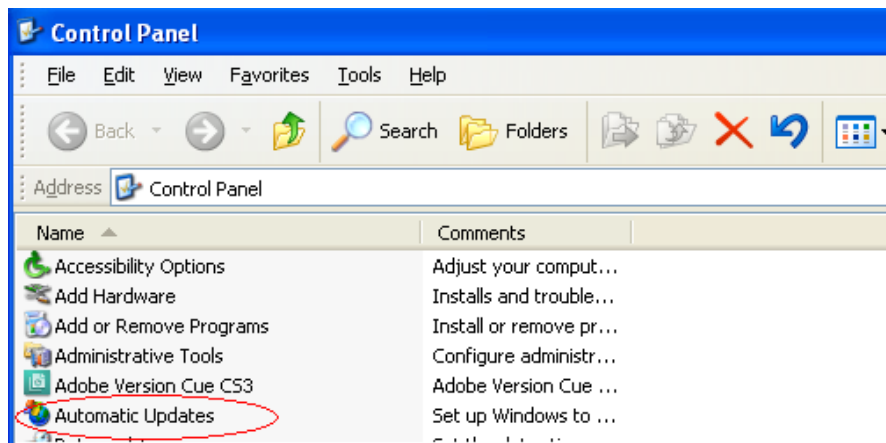 Control Panel
File Edit View Favorites Tools Help
Back Search Folders
Address Control Panel
Name Comments
Accessibility Options Adjust your comput...
Add Hardware Installs and trouble...
Add or Remove Programs Install or remove pr...
Administrative Tools Configure administr...
Adobe Version Cue CS3 Adobe Version Cue ...
Automatic Updates Set up Windows to ...